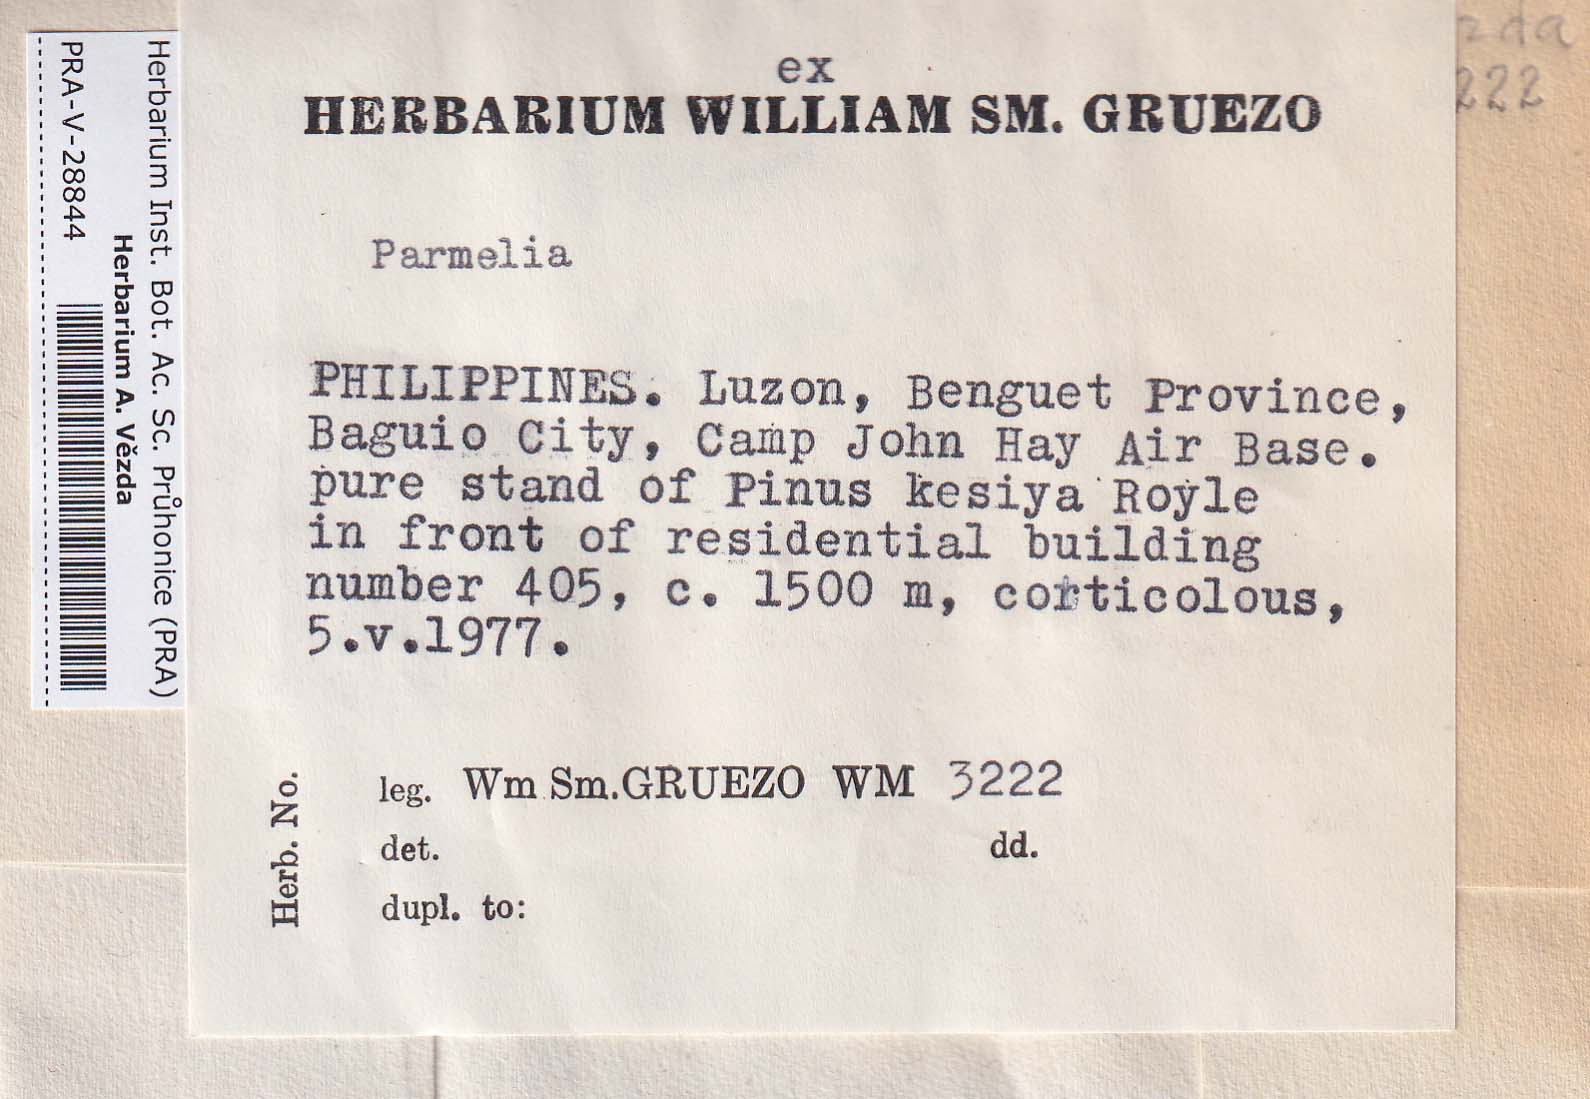 ex
HERBARIUM WILLIAM SM. GRUEZO
Parmelia
PHILIPPINES. Luzon, Benguet Province,
Baguio City, Camp John Hay Air Base.
pure stand of Pinus kesiya Royle
in front of residential building
number 405, c. 1500 m, corticolous,
5.v.1977.
leg. Wm Sm.GRUEZO WM 3222
det. dd.
dupl. to:
Herb. No.
Herbarium Inst. Bot. Ac. Sc. Průhonice (PRA)
Herbarium A. Vězda
PRA-V-28844
222